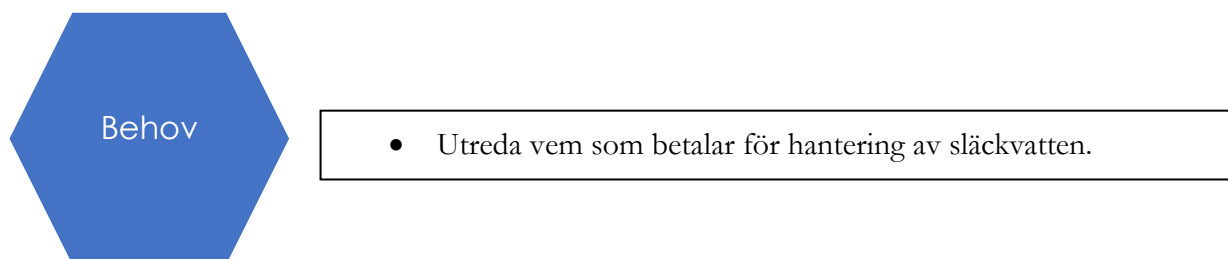 Behov
• Utreda vem som betalar för hantering av släckvatten.